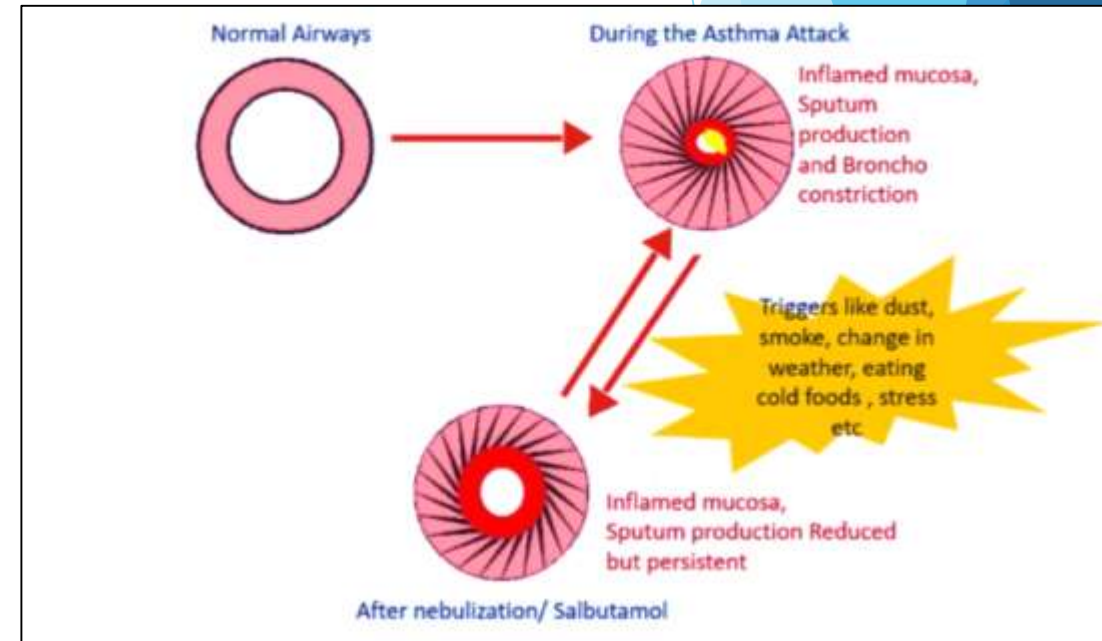 Normal Airways
During the Asthma Attack
Inflamed mucosa,
Sputum
production
and Broncho
constriction
Triggers like dust,
smoke, change in
weather, eating
cold foods , stress
etc
Inflamed mucosa,
Sputum production Reduced
but persistent
After nebulization/ Salbutamol